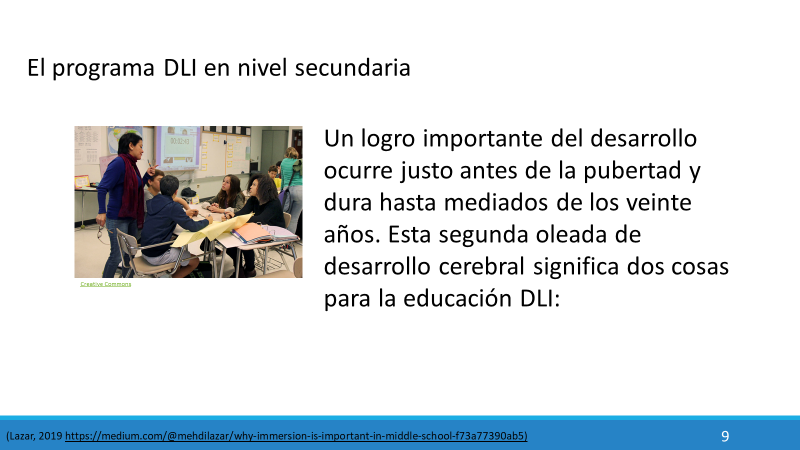 El programa DLI en nivel secundaria
Un logro importante del desarrollo
ocurre justo antes de la pubertad y
dura hasta mediados de los veinte
años. Esta segunda oleada de
desarrollo cerebral significa dos cosas
para la educación DLI:
Creative Commons
(Lazar, 2019 https://medium.com/@mehdilazar/why-immersion-is-important-in-middle-school-f73a77390ab5)
9